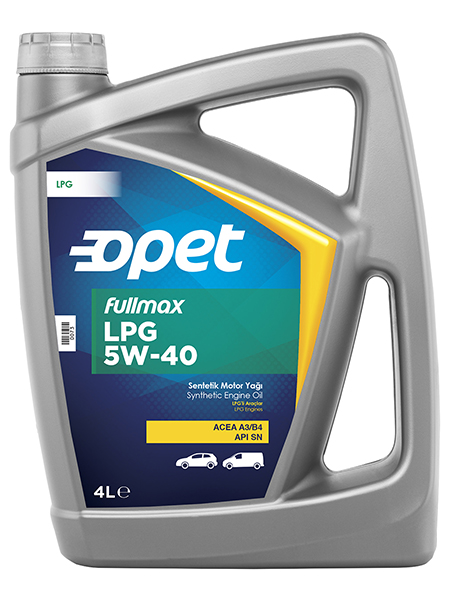 LPG
opet
fullmax
LPG
5W-40
Sentetik Motor Yağı
Synthetic Engine Oil
LPG'li Araçlar
LPG Engines
ACEA A3/B4
API SN
4L e
0073